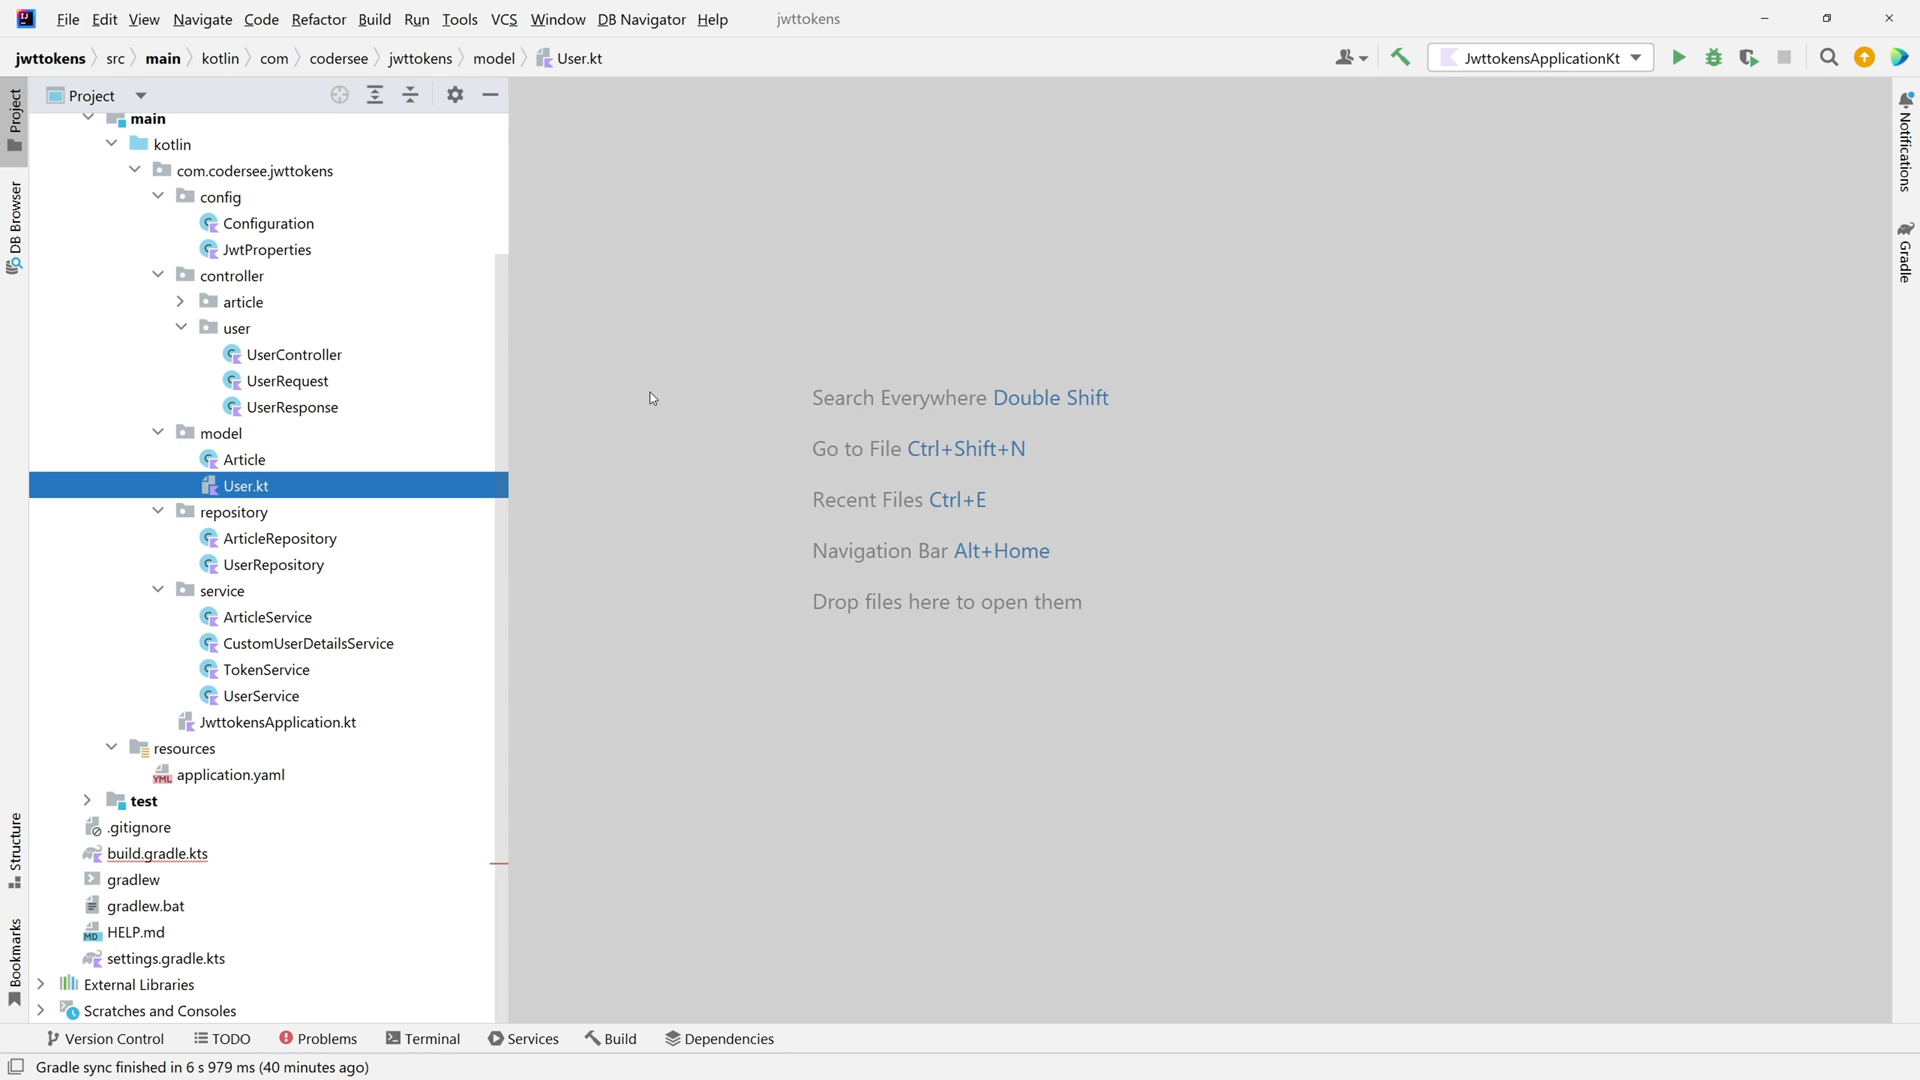 File Edit View Navigate Code Refactor Build Run Tools VCS Window DB Navigator Help jwttokens
jwttokens src main kotlin com codersee jwttokens model User.kt JwttokensApplicationKt
Project
Project
DB Browser
Structure
Bookmarks
main
kotlin
com.codersee.jwttokens
config
Configuration
JwtProperties
controller
article
user
UserController
UserRequest
UserResponse
model
Article
User.kt
repository
ArticleRepository
UserRepository
service
ArticleService
CustomUserDetailsService
TokenService
UserService
JwttokensApplication.kt
resources
YML application.yaml
test
.gitignore
build.gradle.kts
gradlew
gradlew.bat
MD HELP.md
settings.gradle.kts
External Libraries
Scratches and Consoles
Search Everywhere Double Shift
Go to File Ctrl+Shift+N
Recent Files Ctrl+E
Navigation Bar Alt+Home
Drop files here to open them
Notifications
Gradle
Version Control TODO Problems Terminal Services Build Dependencies
Gradle sync finished in 6 s 979 ms (40 minutes ago)